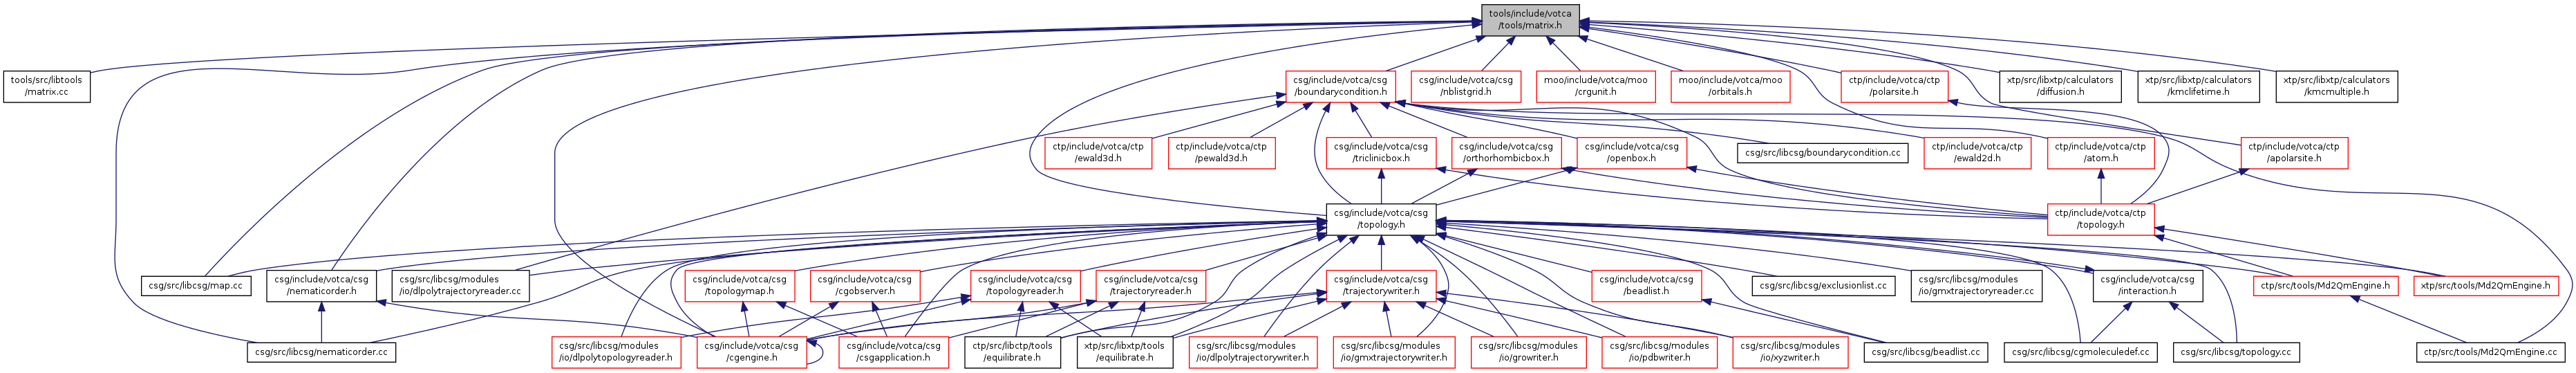 tools/include/votca
/tools/matrix.h
tools/src/libtools
/matrix.cc
csg/include/votca/csg
/boundarycondition.h
csg/include/votca/csg
/nblistgrid.h
moo/include/votca/moo
/crgunit.h
moo/include/votca/moo
/orbitals.h
ctp/include/votca/ctp
/polarsite.h
xtp/src/libxtp/calculators
/diffusion.h
xtp/src/libxtp/calculators
/kmclifetime.h
xtp/src/libxtp/calculators
/kmcmultiple.h
ctp/include/votca/ctp
/ewald3d.h
ctp/include/votca/ctp
/pewald3d.h
csg/include/votca/csg
/triclinicbox.h
csg/include/votca/csg
/orthorhombicbox.h
csg/include/votca/csg
/openbox.h
csg/src/libcsg/boundarycondition.cc
ctp/include/votca/ctp
/ewald2d.h
ctp/include/votca/ctp
/atom.h
ctp/include/votca/ctp
/apolarsite.h
csg/include/votca/csg
/topology.h
ctp/include/votca/ctp
/topology.h
csg/src/libcsg/map.cc
csg/include/votca/csg
/nematicorder.h
csg/src/libcsg/modules
/io/dlpolytrajectoryreader.cc
csg/include/votca/csg
/topologymap.h
csg/include/votca/csg
/cgobserver.h
csg/include/votca/csg
/topologyreader.h
csg/include/votca/csg
/trajectoryreader.h
csg/include/votca/csg
/trajectorywriter.h
csg/include/votca/csg
/beadlist.h
csg/src/libcsg/exclusionlist.cc
csg/src/libcsg/modules
/io/gmxtrajectoryreader.cc
csg/include/votca/csg
/interaction.h
ctp/src/tools/Md2QmEngine.h
xtp/src/tools/Md2QmEngine.h
csg/src/libcsg/nematicorder.cc
csg/src/libcsg/modules
/io/dlpolytopologyreader.h
csg/include/votca/csg
/cgengine.h
csg/include/votca/csg
/csgapplication.h
ctp/src/libctp/tools
/equilibrate.h
xtp/src/libxtp/tools
/equilibrate.h
csg/src/libcsg/modules
/io/dlpolytrajectorywriter.h
csg/src/libcsg/modules
/io/gmxtrajectorywriter.h
csg/src/libcsg/modules
/io/growriter.h
csg/src/libcsg/modules
/io/pdbwriter.h
csg/src/libcsg/modules
/io/xyzwriter.h
csg/src/libcsg/beadlist.cc
csg/src/libcsg/cgmoleculedef.cc
csg/src/libcsg/topology.cc
ctp/src/tools/Md2QmEngine.cc